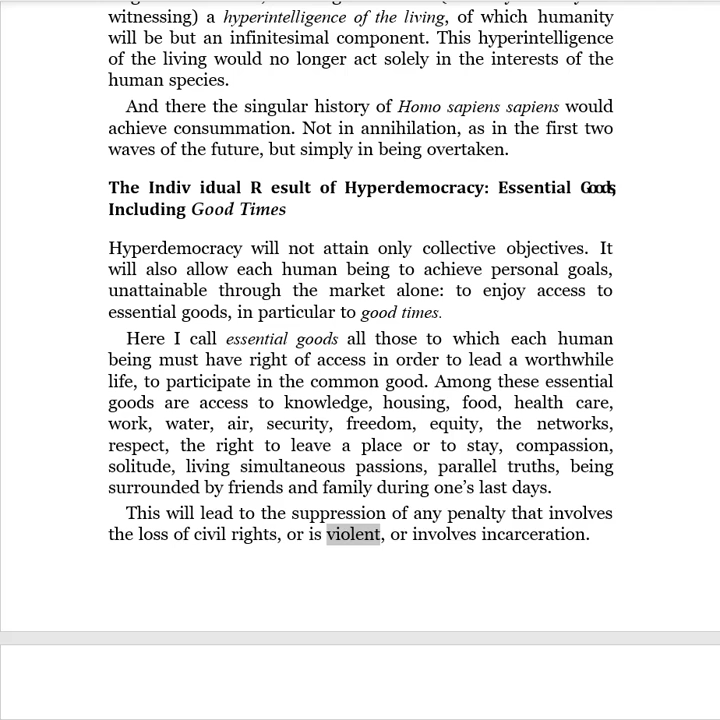 witnessing) a hyperintelligence of the living, of which humanity
will be but an infinitesimal component. This hyperintelligence
of the living would no longer act solely in the interests of the
human species.
And there the singular history of Homo sapiens sapiens would
achieve consummation. Not in annihilation, as in the first two
waves of the future, but simply in being overtaken.
The Indiv idual R esult of Hyperdemocracy: Essential Goods,
Including Good Times
Hyperdemocracy will not attain only collective objectives. It
will also allow each human being to achieve personal goals,
unattainable through the market alone: to enjoy access to
essential goods, in particular to good times.
Here I call essential goods all those to which each human
being must have right of access in order to lead a worthwhile
life, to participate in the common good. Among these essential
goods are access to knowledge, housing, food, health care,
work, water, air, security, freedom, equity, the networks,
respect, the right to leave a place or to stay, compassion,
solitude, living simultaneous passions, parallel truths, being
surrounded by friends and family during one’s last days.
This will lead to the suppression of any penalty that involves
the loss of civil rights, or is violent, or involves incarceration.